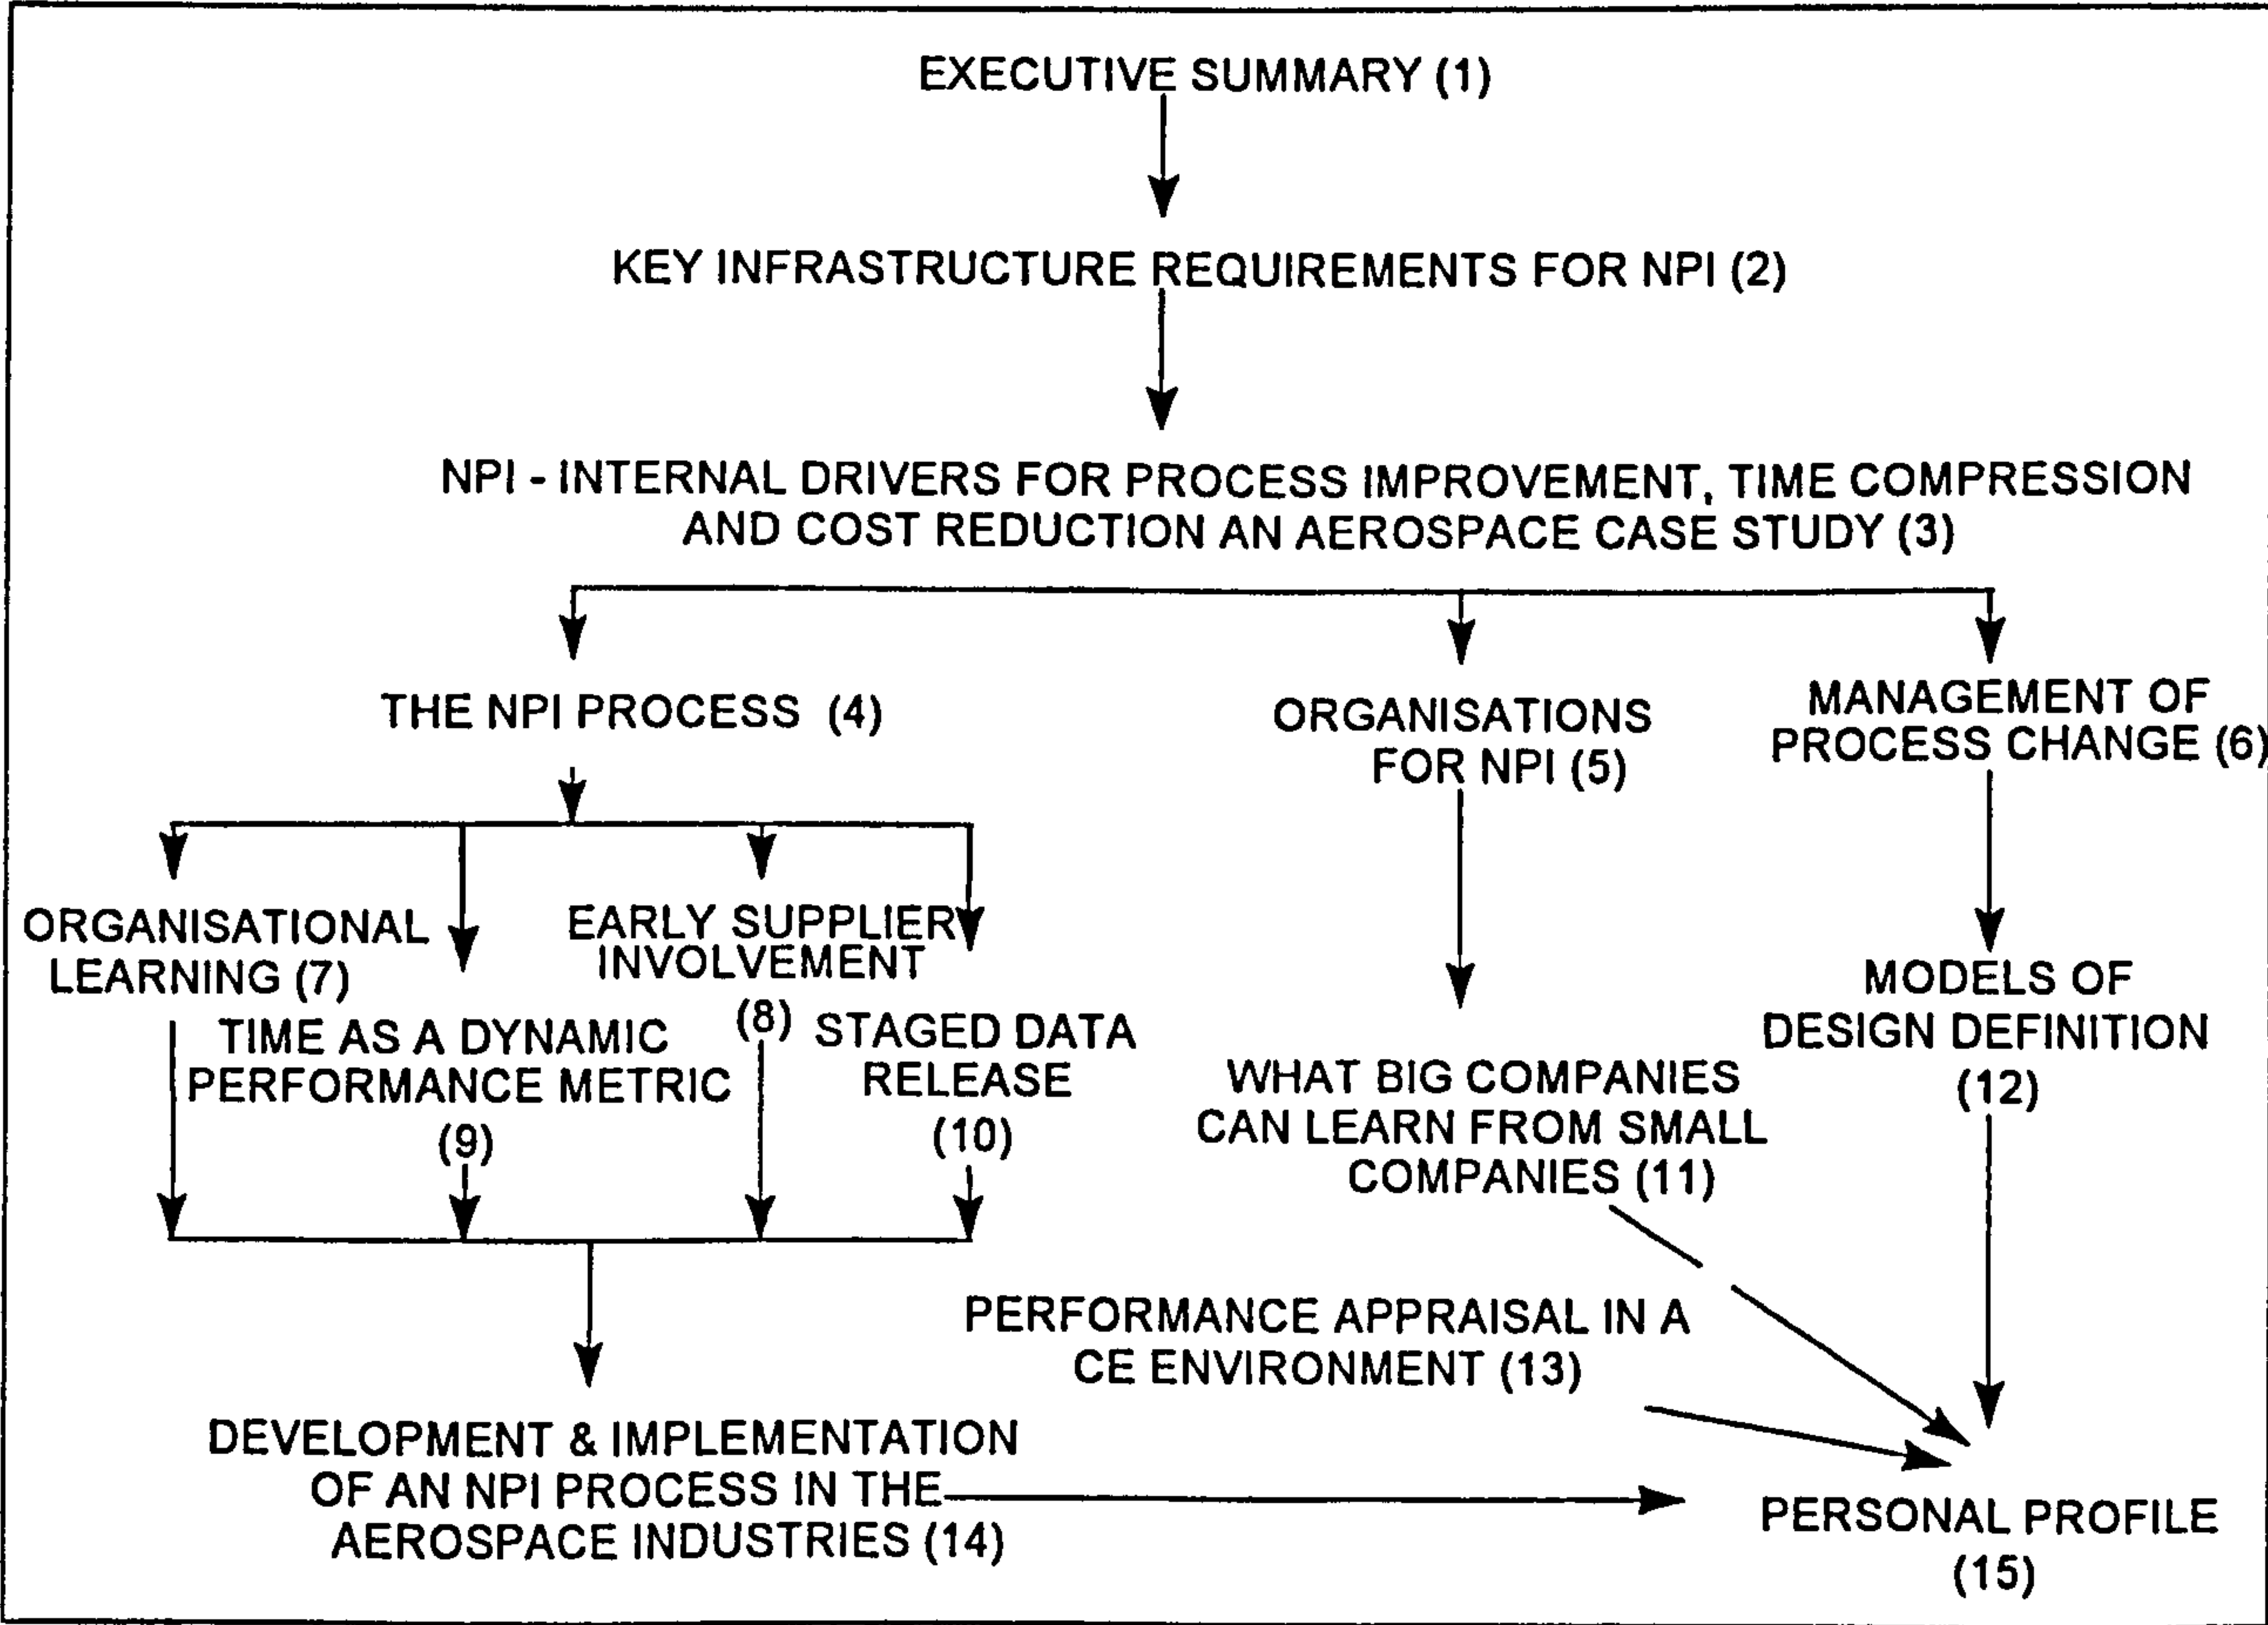 EXECUTIVE SUMMARY (1)
KEY INFRASTRUCTURE REQUIREMENTS FOR NPI (2)
NPI - INTERNAL DRIVERS FOR PROCESS IMPROVEMENT, TIME COMPRESSION
AND COST REDUCTION AN AEROSPACE CASE STUDY (3)
THE NPI PROCESS (4)
ORGANISATIONS
FOR NPI (5)
MANAGEMENT OF
PROCESS CHANGE (6)
ORGANISATIONAL
LEARNING (7)
EARLY SUPPLIER
INVOLVEMENT
(8)
TIME AS A DYNAMIC
PERFORMANCE METRIC
(9)
STAGED DATA
RELEASE
(10)
WHAT BIG COMPANIES
CAN LEARN FROM SMALL
COMPANIES (11)
MODELS OF
DESIGN DEFINITION
(12)
PERFORMANCE APPRAISAL IN A
CE ENVIRONMENT (13)
DEVELOPMENT & IMPLEMENTATION
OF AN NPI PROCESS IN THE
AEROSPACE INDUSTRIES (14)
PERSONAL PROFILE
(15)